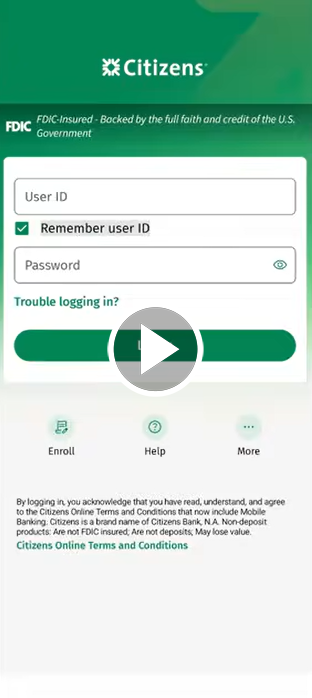 Citizens
FDIC FDIC-Insured - Backed by the full faith and credit of the U.S.
Government
User ID
Remember user ID
Password
Trouble logging in?
Enroll
Help
More
By logging in, you acknowledge that you have read, understand, and agree
to the Citizens Online Terms and Conditions that now include Mobile
Banking. Citizens is a brand name of Citizens Bank, N.A. Non-deposit
products: Are not FDIC insured; Are not deposits; May lose value.
Citizens Online Terms and Conditions